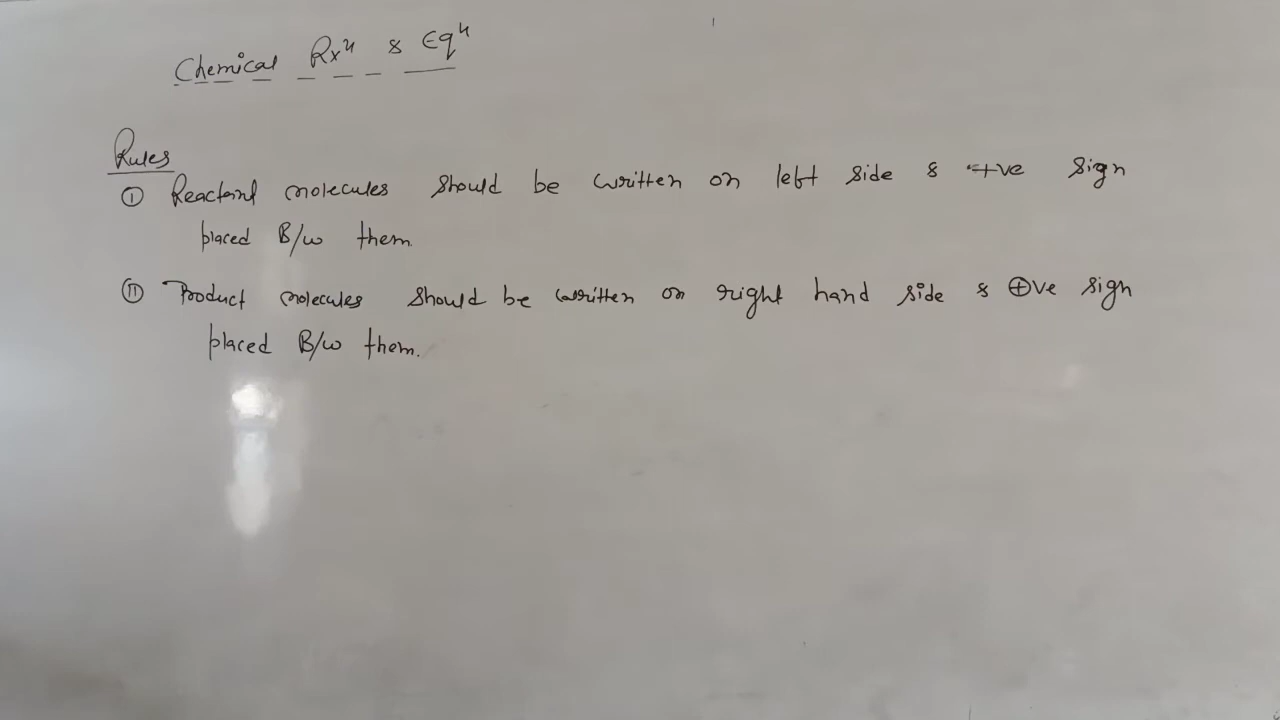 Chemical Rxⁿ & Eqⁿ
Rules
① Reactant molecules should be written on left side & +ve sign
placed B/w them.
② Product molecules should be written on right hand side & ⊕ve sign
placed B/w them.